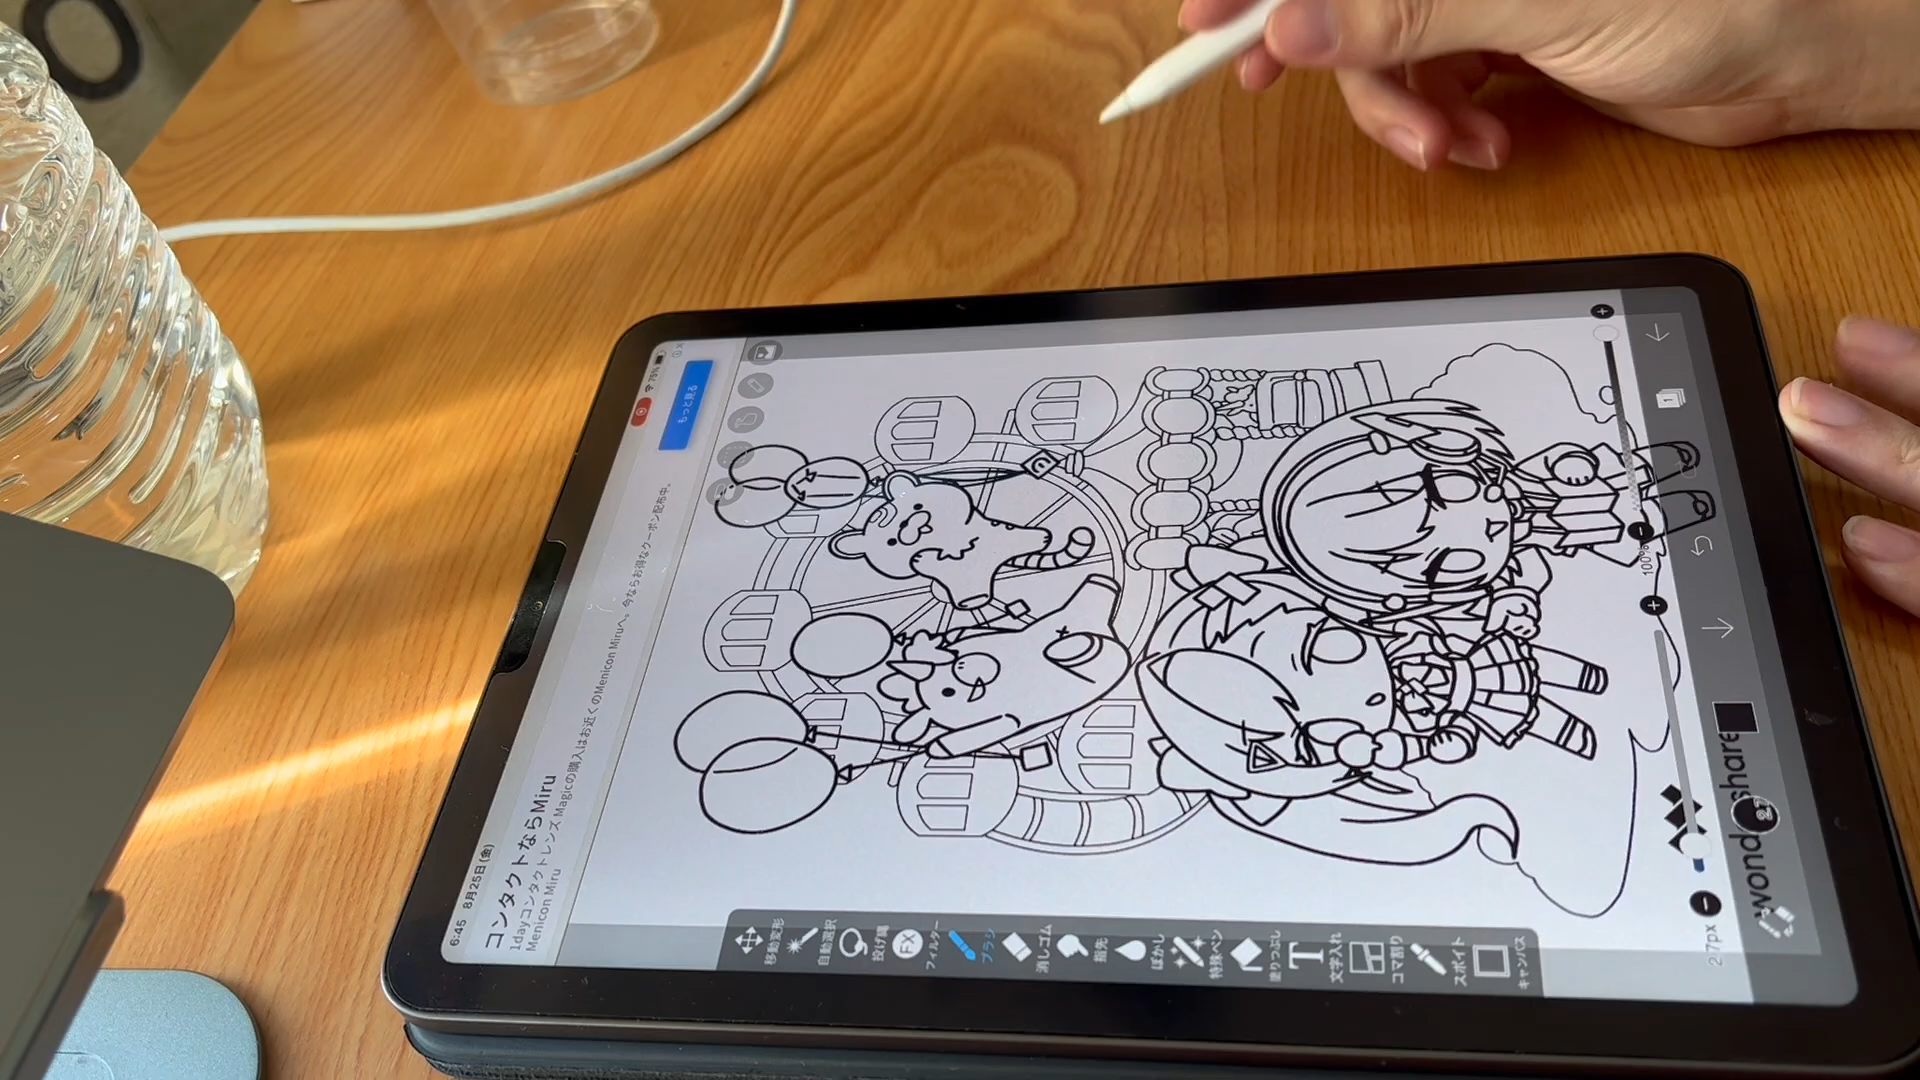 6:45 8月25日(金)
75%
コンタクトならMiru
1dayコンタクトレンズ Magicの購入はお近くのMenicon Miruへ。今ならお得なクーポン配布中。
Menicon Miru
もっと見る
移動変形
自動選択
投げ縄
FX
フィルター
ブラシ
消しゴム
指先
ぼかし
特殊ペン
塗りつぶし
T
文字入れ
コマ割り
スポイト
キャンバス
100%
1
wondershare